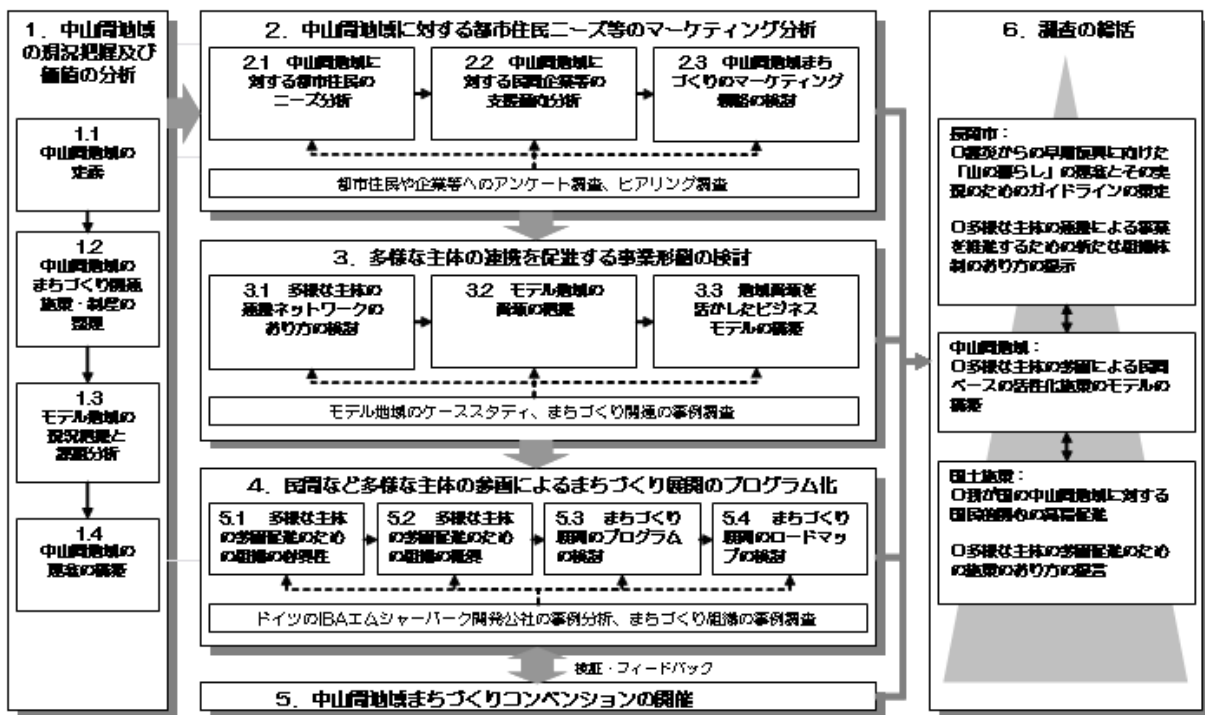 1. 中山間地域
の現況把握及び
価値の分析
1.1
中山間地域の
定義
1.2
中山間地域の
まちづくり関連
施策・制度の
整理
1.3
モデル地域の
現況把握と
課題分析
1.4
中山間地域の
理念の構築
2. 中山間地域に対する都市住民ニーズ等のマーケティング分析
2.1 中山間地域に
対する都市住民の
ニーズ分析
2.2 中山間地域に
対する民間企業等の
支援意向分析
2.3 中山間地域まち
づくりのマーケティング
戦略の検討
都市住民や企業等へのアンケート調査、ヒアリング調査
3. 多様な主体の連携を促進する事業形樹の検討
3.1 多様な主体の
連携ネットワークの
あり方の検討
3.2 モデル地域の
資源の把握
3.3 地域資源を
活かしたビジネス
モデルの構築
モデル地域のケーススタディ、まちづくり関連の事例調査
4. 民間など多様な主体の参画によるまちづくり展開のプログラム化
5.1 多様な主体
の参画促進のための
の組織の必要性
5.2 多様な主体
の参画促進のための
の組織の概要
5.3 まちづくり
展開のプログラム
の検討
5.4 まちづくり
展開のロードマッ
プの検討
ドイツのIBAエムシャーパーク開発公社の事例分析、まちづくり組織の事例調査
検証・フィードバック
5. 中山間地域まちづくりコンベンションの開催
6. 調査の総括
長岡市：
○震災からの早期復興に向けた
「山の暮らし」の理念とその実
現のためのガイドラインの策定
○多様な主体の連携による事業
を推進するための新たな組織体
制のあり方の提示
中山間地域：
○多様な主体の参画による民間
ベースの活性化施策のモデルの
構築
国土施策：
○我が国の中山間地域に対する
国民的関心の高揚促進
○多様な主体の参画促進のため
の施策のあり方の提言